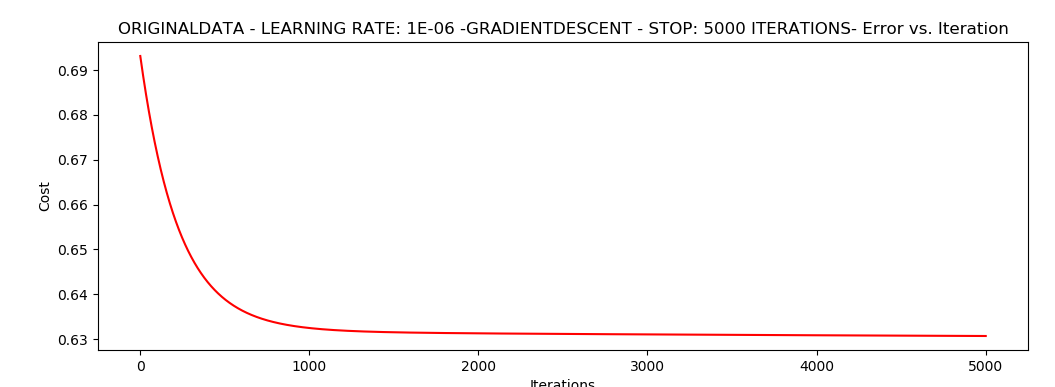 ORIGINALDATA - LEARNING RATE: 1E-06 -GRADIENTDESCENT - STOP: 5000 ITERATIONS- Error vs. Iteration
0.69
0.68
0.67
0.66
0.65
0.64
0.63
Cost
0 1000 2000 3000 4000 5000
Iterations